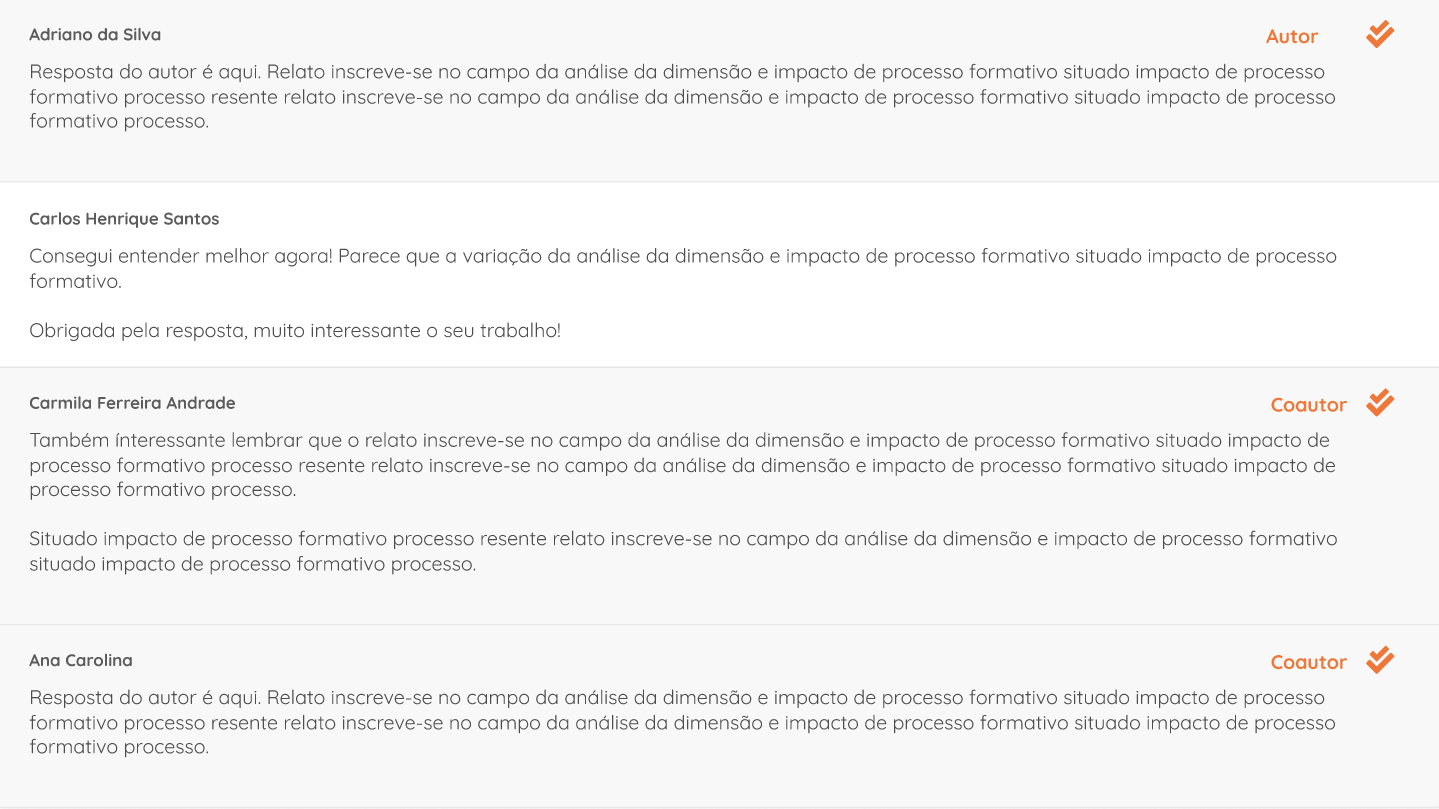 Adriano da Silva
Autor
Resposta do autor é aqui. Relato inscreve-se no campo da análise da dimensão e impacto de processo formativo situado impacto de processo
formativo processo resente relato inscreve-se no campo da análise da dimensão e impacto de processo formativo situado impacto de processo
formativo processo.
Carlos Henrique Santos
Consegui entender melhor agora! Parece que a variação da análise da dimensão e impacto de processo formativo situado impacto de processo
formativo.
Obrigada pela resposta, muito interessante o seu trabalho!
Carmila Ferreira Andrade
Coautor
Também ínteressante lembrar que o relato inscreve-se no campo da análise da dimensão e impacto de processo formativo situado impacto de
processo formativo processo resente relato inscreve-se no campo da análise da dimensão e impacto de processo formativo situado impacto de
processo formativo processo.
Situado impacto de processo formativo processo resente relato inscreve-se no campo da análise da dimensão e impacto de processo formativo
situado impacto de processo formativo processo.
Ana Carolina
Coautor
Resposta do autor é aqui. Relato inscreve-se no campo da análise da dimensão e impacto de processo formativo situado impacto de processo
formativo processo resente relato inscreve-se no campo da análise da dimensão e impacto de processo formativo situado impacto de processo
formativo processo.